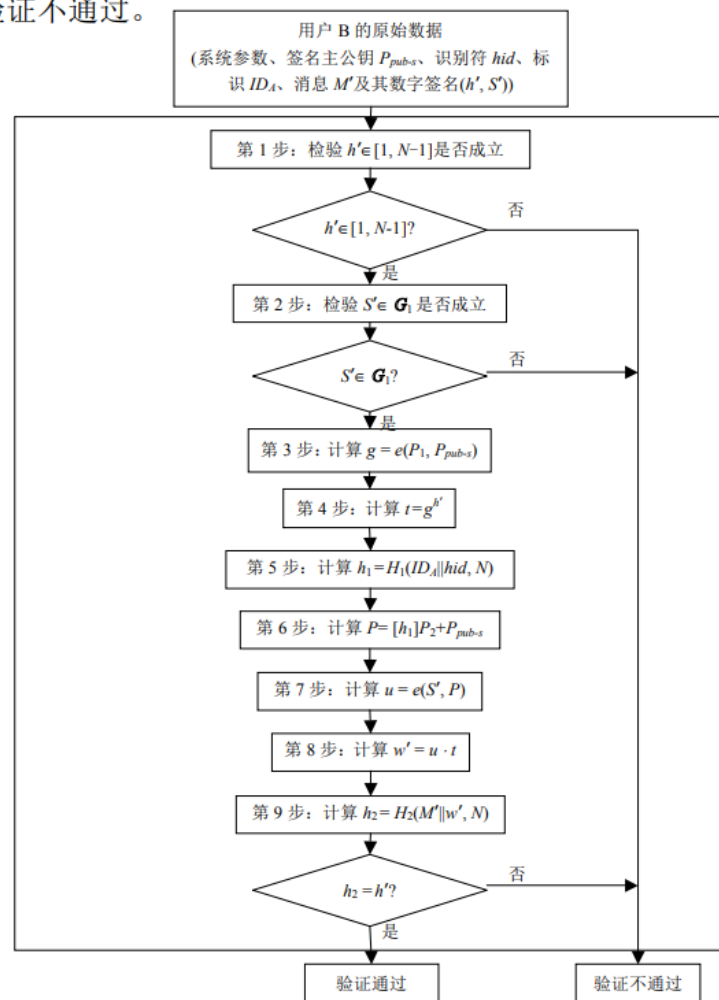 验证不通过。
用户 B 的原始数据
(系统参数、签名主公钥 Ppub-s、识别符 hid、标
识 IDA、消息 M′及其数字签名(h′, S′))
第 1 步：检验 h′∈[1, N−1]是否成立
h′∈[1, N-1]?
否
是
第 2 步：检验 S′∈ G1 是否成立
S′∈ G1?
否
是
第 3 步：计算 g = e(P1, Ppub-s)
第 4 步：计算 t=g^h′
第 5 步：计算 h1=H1(IDA||hid, N)
第 6 步：计算 P= [h1]P2+Ppub-s
第 7 步：计算 u = e(S′, P)
第 8 步：计算 w′ = u · t
第 9 步：计算 h2= H2(M′||w′, N)
h2 =h′?
否
是
验证通过
验证不通过